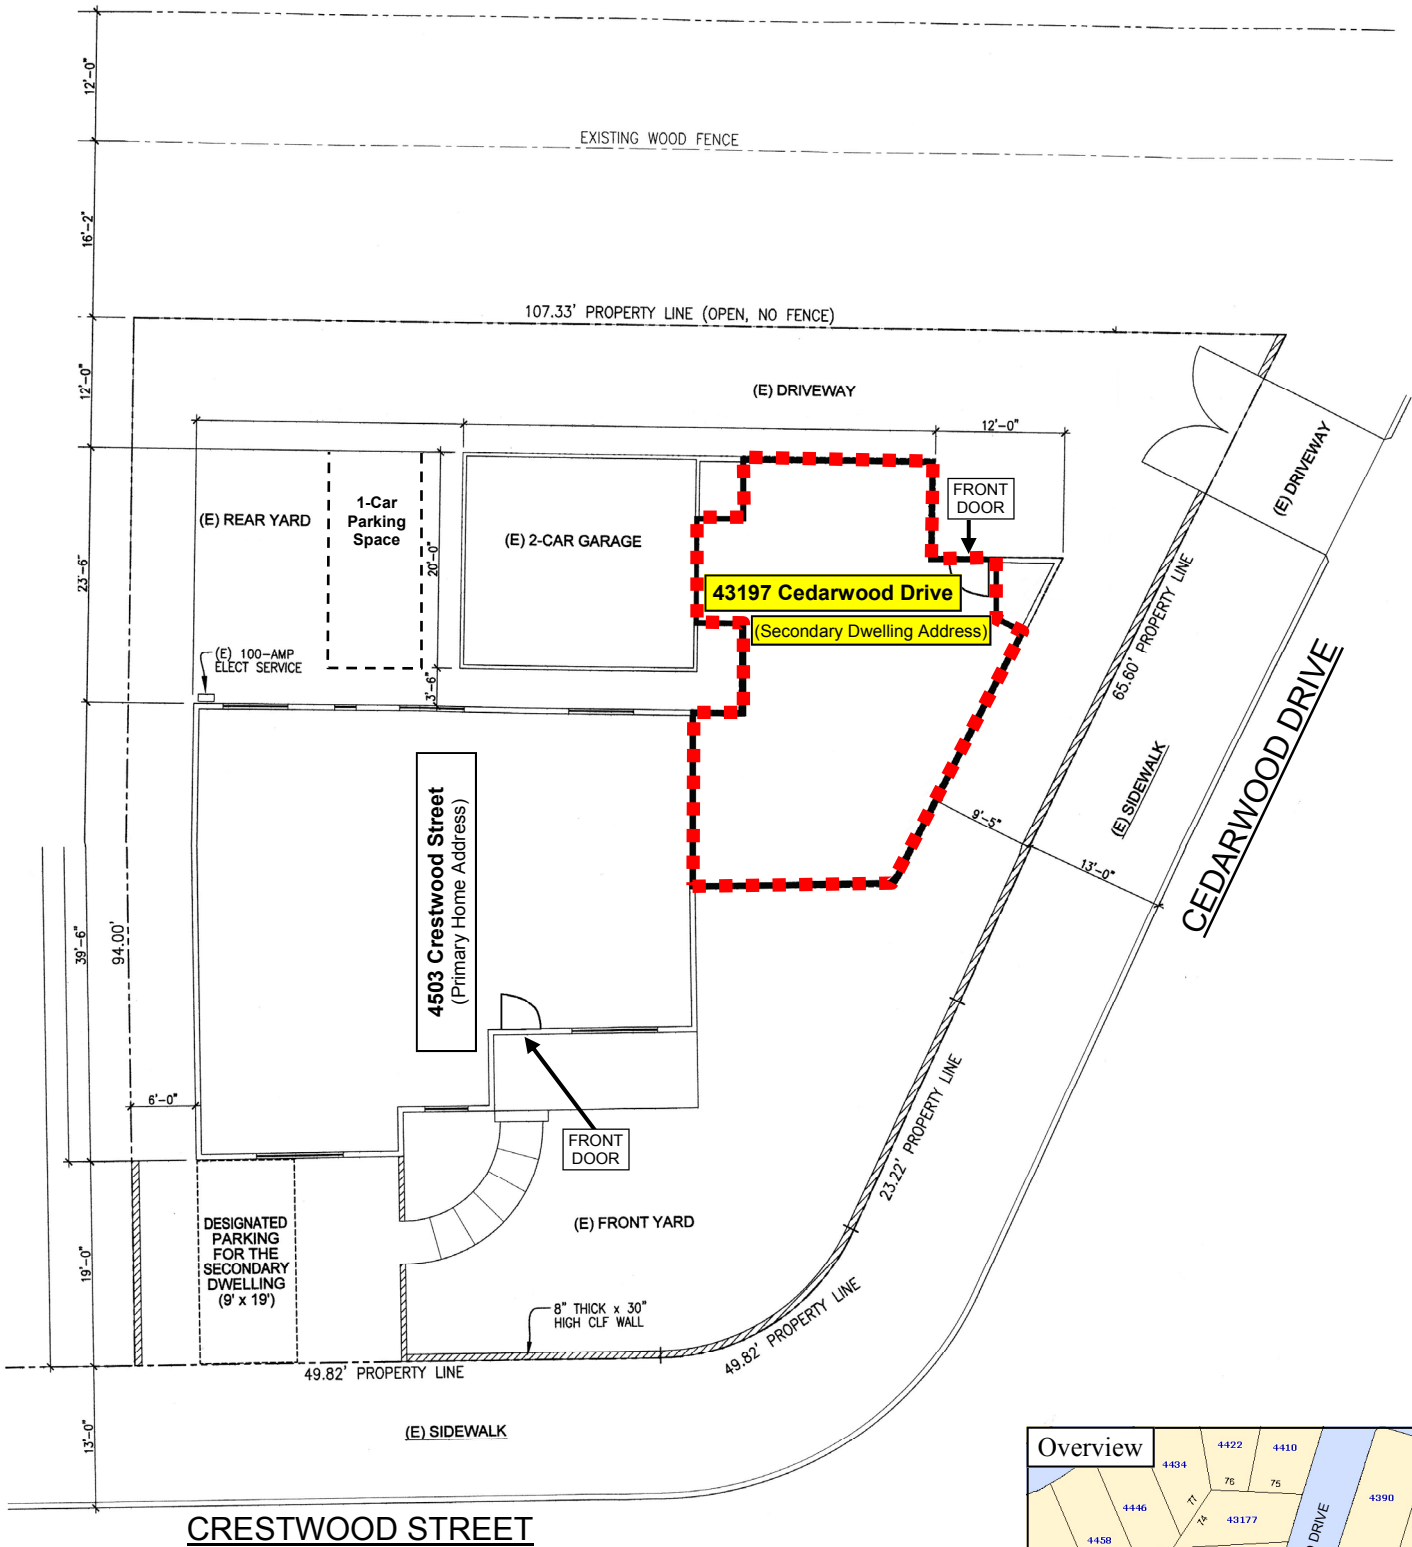 12'-0"
EXISTING WOOD FENCE
16'-2"
107.33' PROPERTY LINE (OPEN, NO FENCE)
12'-0"
(E) DRIVEWAY
12'-0"
(E) DRIVEWAY
FRONT
DOOR
1-Car
Parking
Space
(E) REAR YARD
(E) 2-CAR GARAGE
20'-0"
23'-6"
43197 Cedarwood Drive
(Secondary Dwelling Address)
65.60' PROPERTY LINE
(E) 100-AMP
ELECT SERVICE
3'-6"
4503 Crestwood Street
(Primary Home Address)
(E) SIDEWALK
CEDARWOOD DRIVE
9'-5"
13'-0"
39'-6"
94.00'
6'-0"
FRONT
DOOR
23.22' PROPERTY LINE
DESIGNATED
PARKING
FOR THE
SECONDARY
DWELLING
(9' x 19')
(E) FRONT YARD
19'-0"
8" THICK x 30"
HIGH CLF WALL
49.82' PROPERTY LINE
49.82' PROPERTY LINE
13'-0"
(E) SIDEWALK
CRESTWOOD STREET
Overview
4422
4410
4434
76
75
4390
77
4446
74
43177
DRIVE
4458